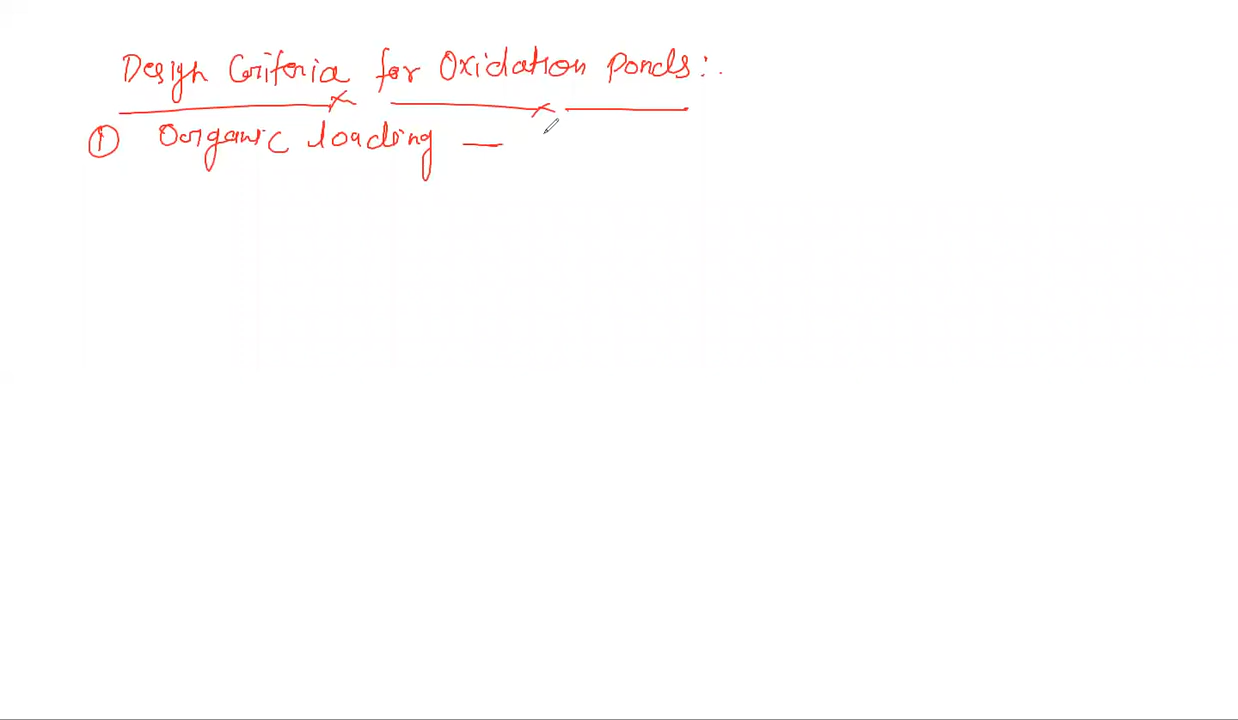 Design Criteria for Oxidation Ponds:.
① Organic loading —